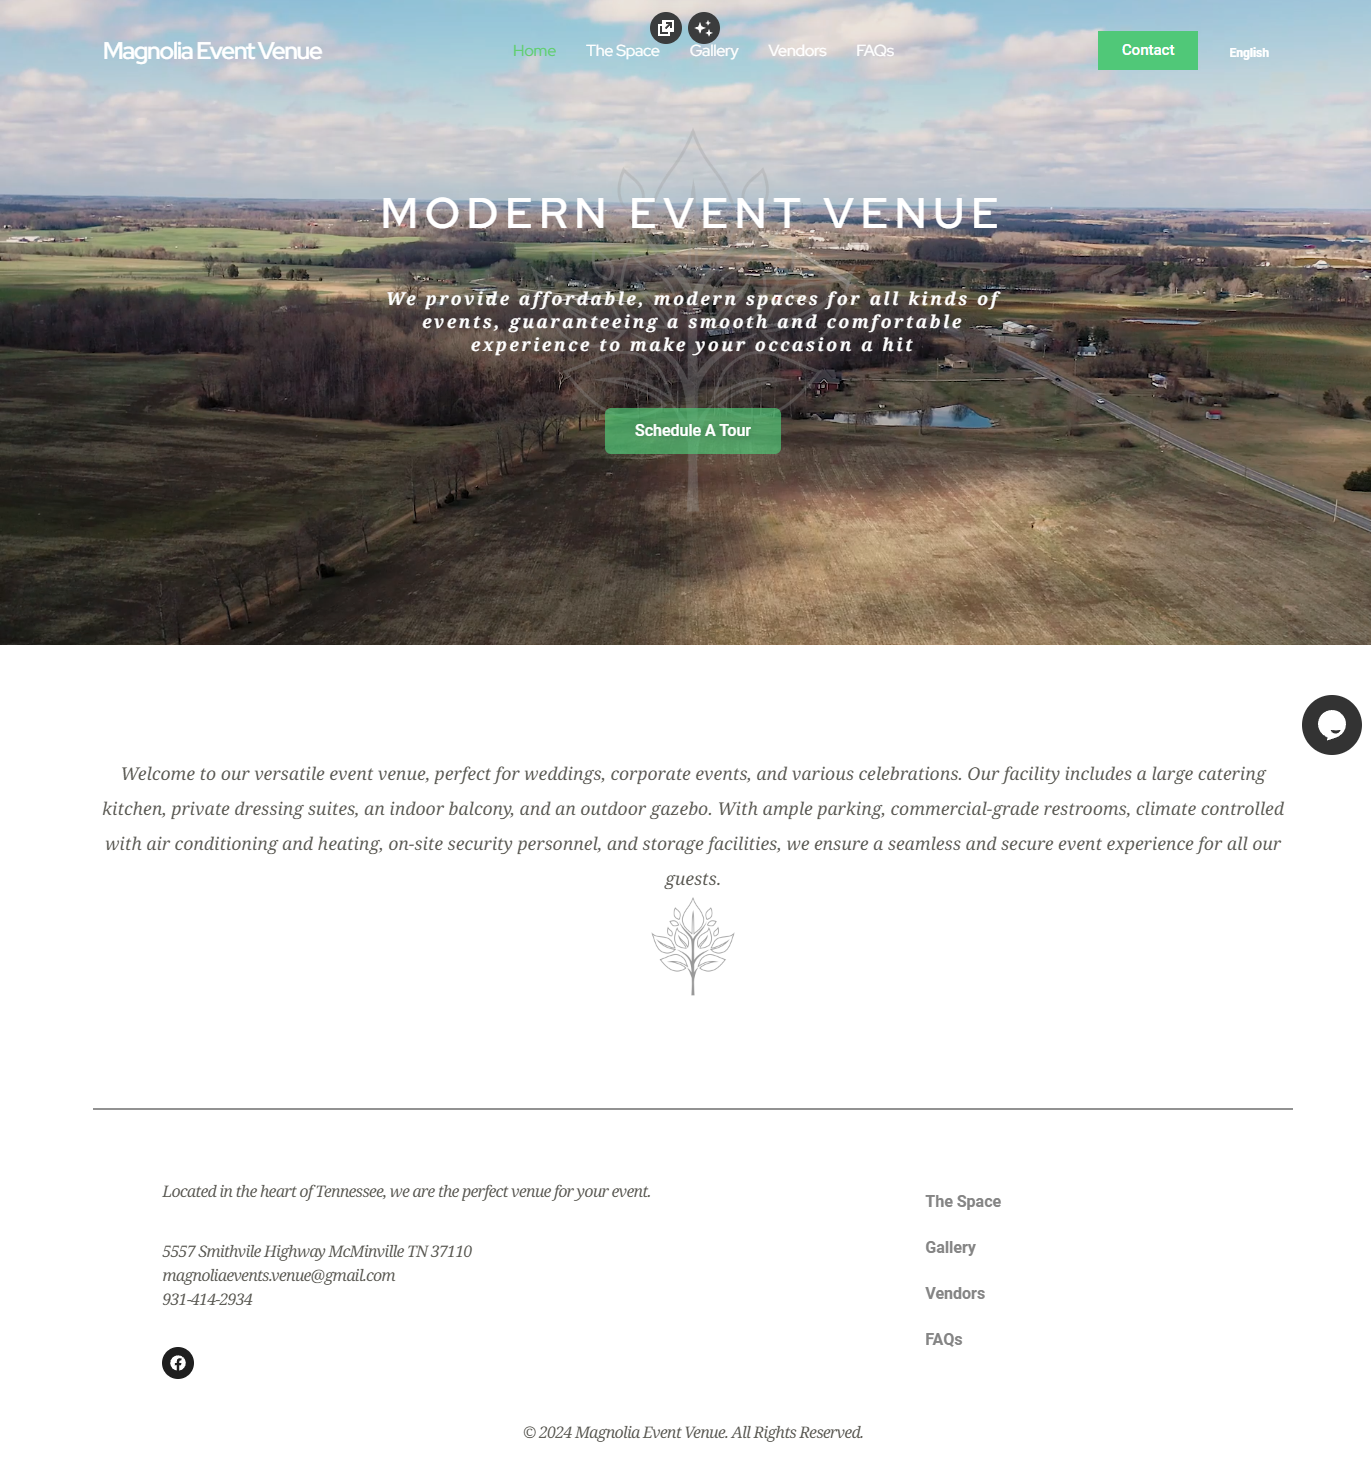 Magnolia Event Venue
Home
The Space
Gallery
Vendors
FAQs
Contact
English
MODERN EVENT VENUE
We provide affordable, modern spaces for all kinds of
events, guaranteeing a smooth and comfortable
experience to make your occasion a hit
Schedule A Tour
Welcome to our versatile event venue, perfect for weddings, corporate events, and various celebrations. Our facility includes a large catering
kitchen, private dressing suites, an indoor balcony, and an outdoor gazebo. With ample parking, commercial-grade restrooms, climate controlled
with air conditioning and heating, on-site security personnel, and storage facilities, we ensure a seamless and secure event experience for all our
guests.
Located in the heart of Tennessee, we are the perfect venue for your event.
5557 Smithvile Highway McMinville TN 37110
magnoliaevents.venue@gmail.com
931-414-2934
The Space
Gallery
Vendors
FAQs
© 2024 Magnolia Event Venue. All Rights Reserved.